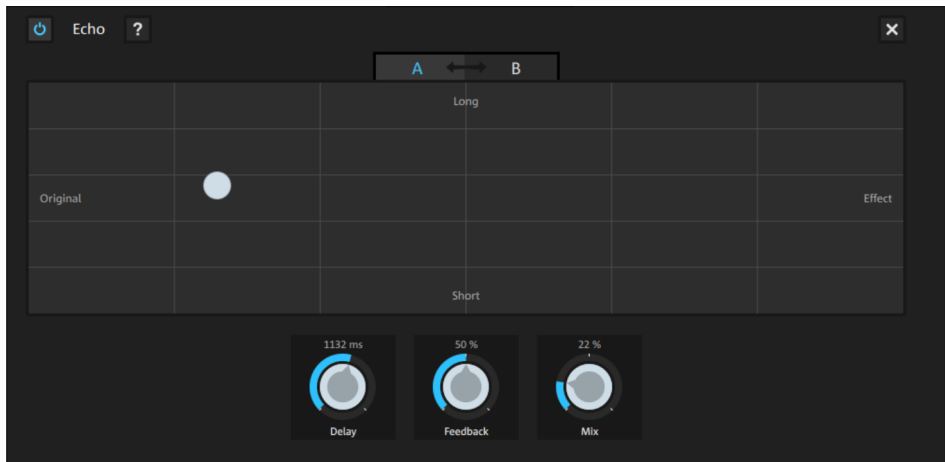 Echo ?
A B
Long
Original Effect
Short
1132 ms 50 % 22 %
Delay Feedback Mix